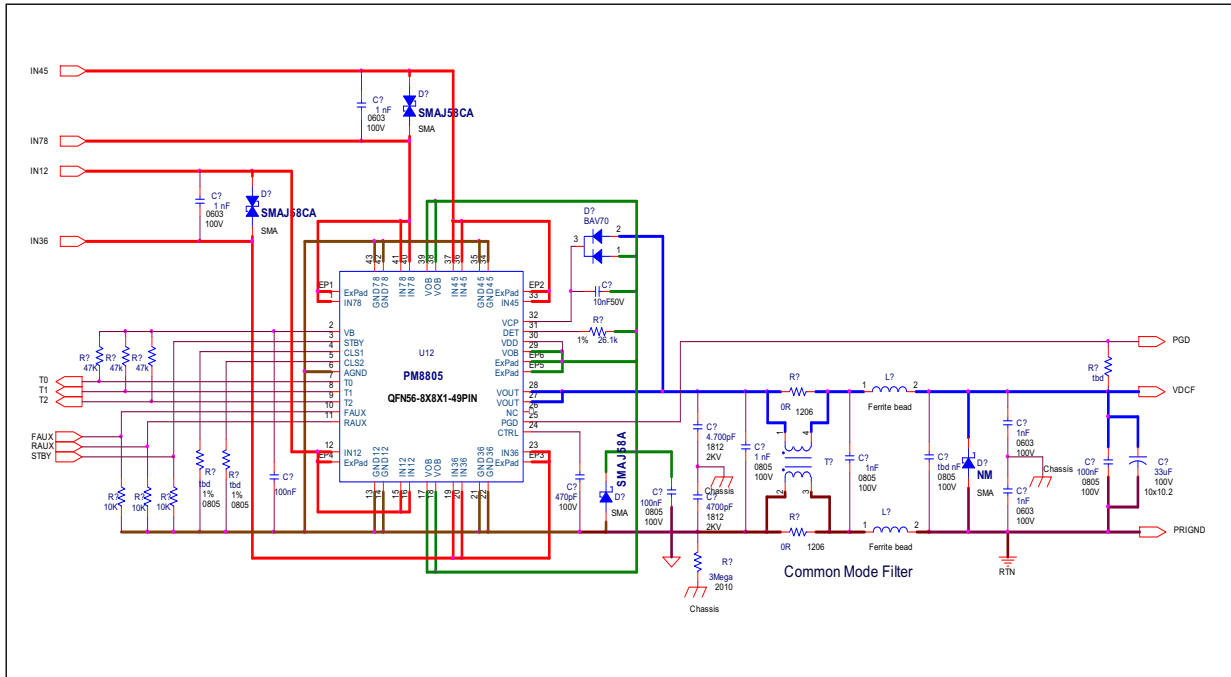 IN45
IN78
IN12
IN36
C?
1 nF
0603
100V
D?
SMAJ58CA
SMA
C?
1 nF
0603
100V
D?
SMAJ58CA
SMA
D?
BAV70
3
2
1
C?
10nF50V
R?
1%
26.1k
43
42
41
40
39
38
37
36
35
34
GND78
GND78
IN78
IN78
VOB
VOB
IN45
IN45
GND45
GND45
EP1
ExPad
1
IN78
2
VB
3
STBY
4
CLS1
5
CLS2
6
AGND
7
T0
8
T1
9
T2
10
FAUX
11
RAUX
12
IN12
EP4
ExPad
U12
PM8805
QFN56-8X8X1-49PIN
EP2
ExPad
33
IN45
32
VCP
31
DET
30
VDD
29
VOB
EP6
ExPad
EP5
ExPad
28
VOUT
27
VOUT
26
NC
25
PGD
24
CTRL
23
IN36
EP3
ExPad
GND12
GND12
IN12
IN12
VOB
VOB
IN36
IN36
GND36
GND36
13
14
15
16
17
18
19
20
21
22
R?
47K
R?
47k
R?
47k
T0
T1
T2
FAUX
RAUX
STBY
R?
10K
R?
10K
R?
10K
R?
tbd
1%
0805
R?
tbd
1%
0805
C?
100nF
C?
470pF
100V
D?
SMAJ58A
SMA
C?
100nF
0805
100V
C?
4.700pF
1812
2KV
Chassis
C?
4700pF
1812
2KV
R?
3Mega
2010
Chassis
C?
1 nF
0805
100V
R?
0R
1206
1
4
T?
2
3
R?
0R
1206
C?
1nF
0805
100V
L?
1
2
Ferrite bead
L?
1
2
Ferrite bead
Common Mode Filter
C?
tbd nF
0805
100V
D?
NM
SMA
C?
1nF
0603
100V
Chassis
C?
1nF
0603
100V
RTN
R?
tbd
C?
100nF
0805
100V
C?
33uF
100V
10x10.2
PGD
VDCF
PRIGND